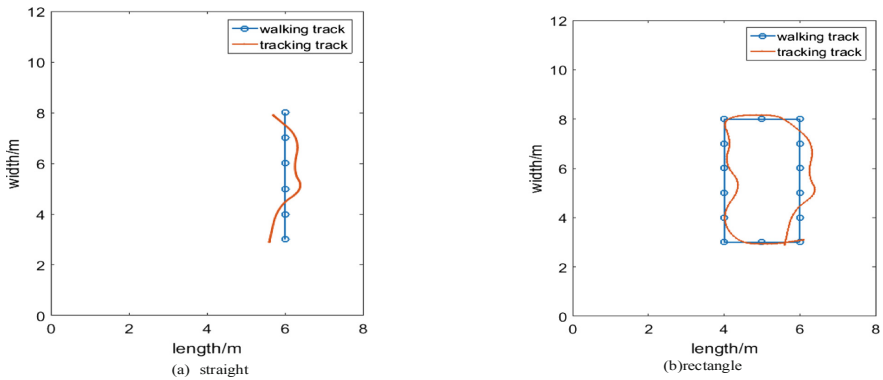 12
10
8
6
4
2
0
0 2 4 6 8
width/m
length/m
walking track
tracking track
(a) straight
12
10
8
6
4
2
0
0 2 4 6 8
width/m
length/m
walking track
tracking track
(b)rectangle